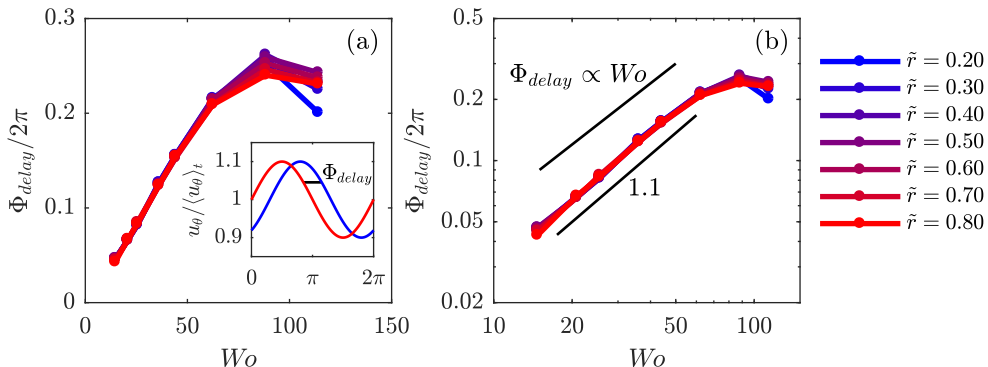 0.3
0.2
0.1
0
0
50
100
150
Φ_delay/2π
Wo
(a)
1.1
1
0.9
0
π
2π
u_θ/⟨u_θ⟩_t
Φ_delay
0.5
0.2
0.1
0.05
0.02
10
20
50
100
Φ_delay/2π
Wo
(b)
Φ_delay ∝ Wo
1.1
r̃ = 0.20
r̃ = 0.30
r̃ = 0.40
r̃ = 0.50
r̃ = 0.60
r̃ = 0.70
r̃ = 0.80